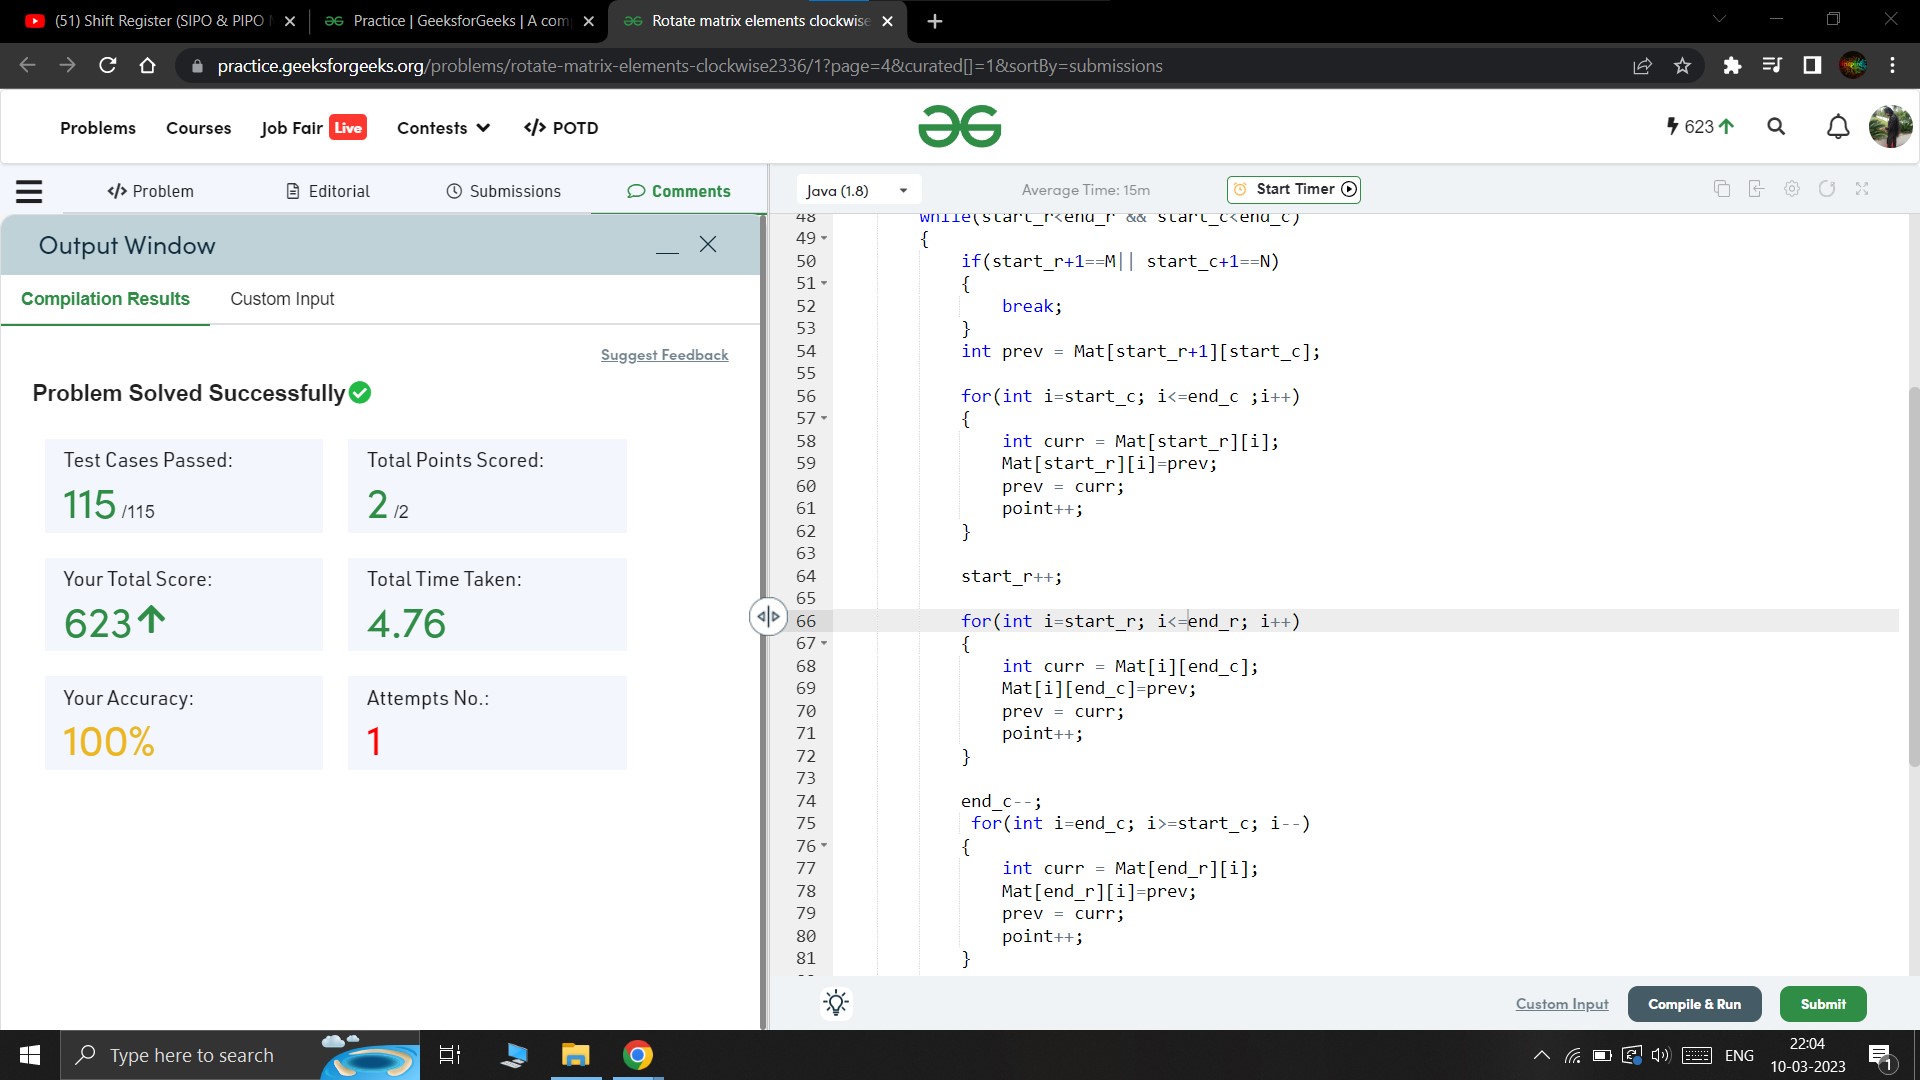 (51) Shift Register (SIPO & PIPO
Practice | GeeksforGeeks | A com
Rotate matrix elements clockwise
practice.geeksforgeeks.org/problems/rotate-matrix-elements-clockwise2336/1?page=4&curated[]=1&sortBy=submissions
Problems
Courses
Job Fair Live
Contests
</> POTD
623
</> Problem
Editorial
Submissions
Comments
Java (1.8)
Average Time: 15m
Start Timer
Output Window
Compilation Results
Custom Input
Suggest Feedback
Problem Solved Successfully
Test Cases Passed:
115 /115
Total Points Scored:
2 /2
Your Total Score:
623
Total Time Taken:
4.76
Your Accuracy:
100%
Attempts No.:
1
48 while(start_r<end_r && start_c<end_c)
49 {
50 if(start_r+1==M|| start_c+1==N)
51 {
52 break;
53 }
54 int prev = Mat[start_r+1][start_c];
55
56 for(int i=start_c; i<=end_c ;i++)
57 {
58 int curr = Mat[start_r][i];
59 Mat[start_r][i]=prev;
60 prev = curr;
61 point++;
62 }
63
64 start_r++;
65
66 for(int i=start_r; i<=end_r; i++)
67 {
68 int curr = Mat[i][end_c];
69 Mat[i][end_c]=prev;
70 prev = curr;
71 point++;
72 }
73
74 end_c--;
75 for(int i=end_c; i>=start_c; i--)
76 {
77 int curr = Mat[end_r][i];
78 Mat[end_r][i]=prev;
79 prev = curr;
80 point++;
81 }
Custom Input
Compile & Run
Submit
Type here to search
ENG
22:04
10-03-2023
1